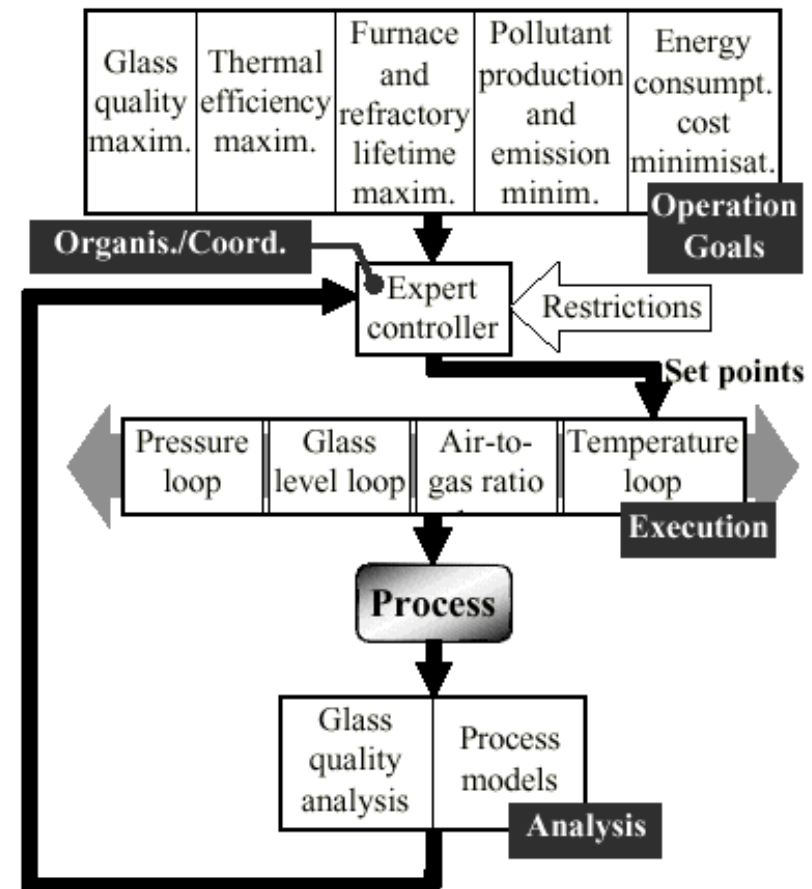 Glass
quality
maxim.
Thermal
efficiency
maxim.
Furnace
and
refractory
lifetime
maxim.
Pollutant
production
and
emission
minim.
Energy
consumpt.
cost
minimisat.
Operation
Goals
Organis./Coord.
Expert
controller
Restrictions
Set points
Pressure
loop
Glass
level loop
Air-to-
gas ratio
Temperature
loop
Execution
Process
Glass
quality
analysis
Process
models
Analysis